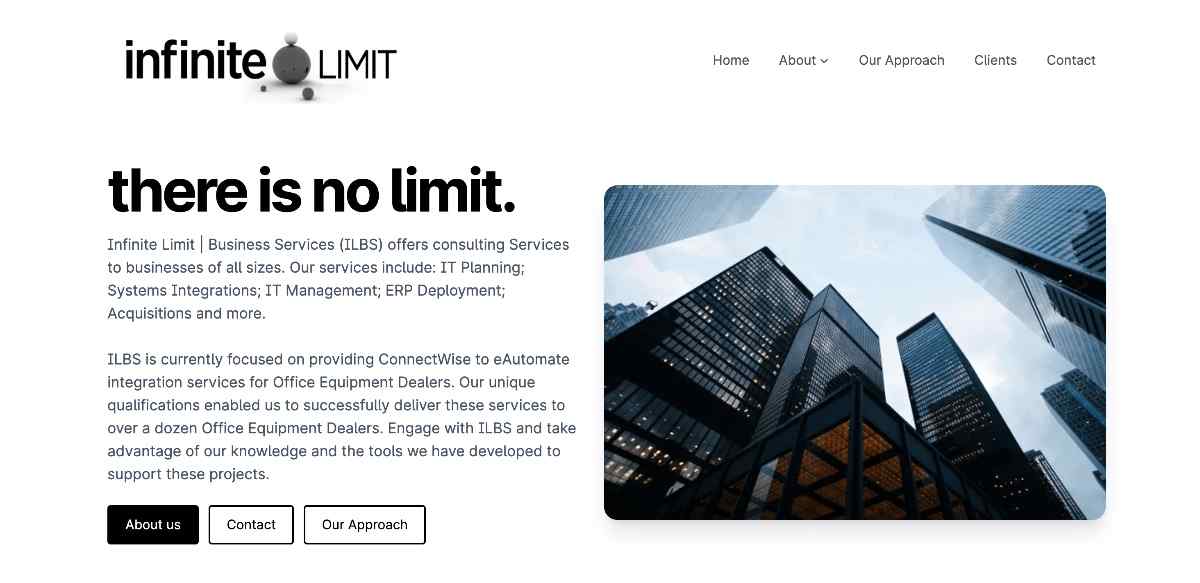 infinite LIMIT
Home About Our Approach Clients Contact
there is no limit.
Infinite Limit | Business Services (ILBS) offers consulting Services
to businesses of all sizes. Our services include: IT Planning;
Systems Integrations; IT Management; ERP Deployment;
Acquisitions and more.
ILBS is currently focused on providing ConnectWise to eAutomate
integration services for Office Equipment Dealers. Our unique
qualifications enabled us to successfully deliver these services to
over a dozen Office Equipment Dealers. Engage with ILBS and take
advantage of our knowledge and the tools we have developed to
support these projects.
About us Contact Our Approach